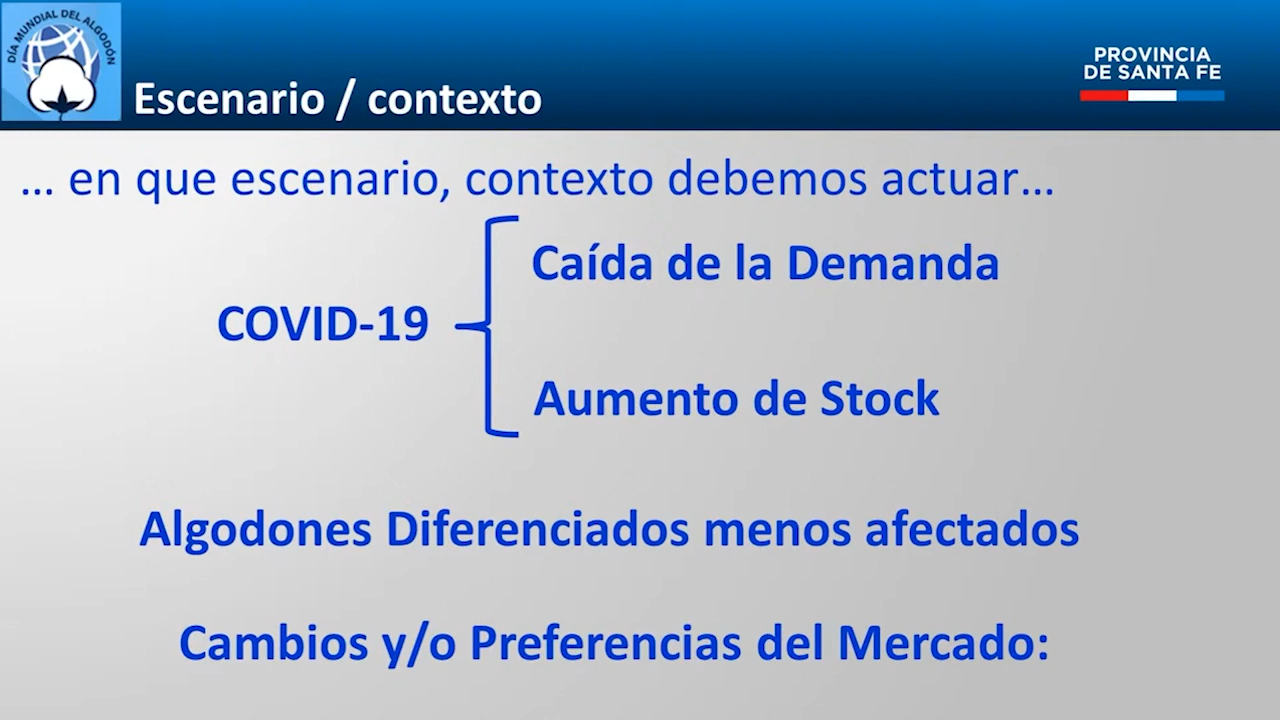 DÍA MUNDIAL DEL ALGODÓN
Escenario / contexto
PROVINCIA
DE SANTA FE
... en que escenario, contexto debemos actuar...
Caída de la Demanda
COVID-19
Aumento de Stock
Algodones Diferenciados menos afectados
Cambios y/o Preferencias del Mercado: